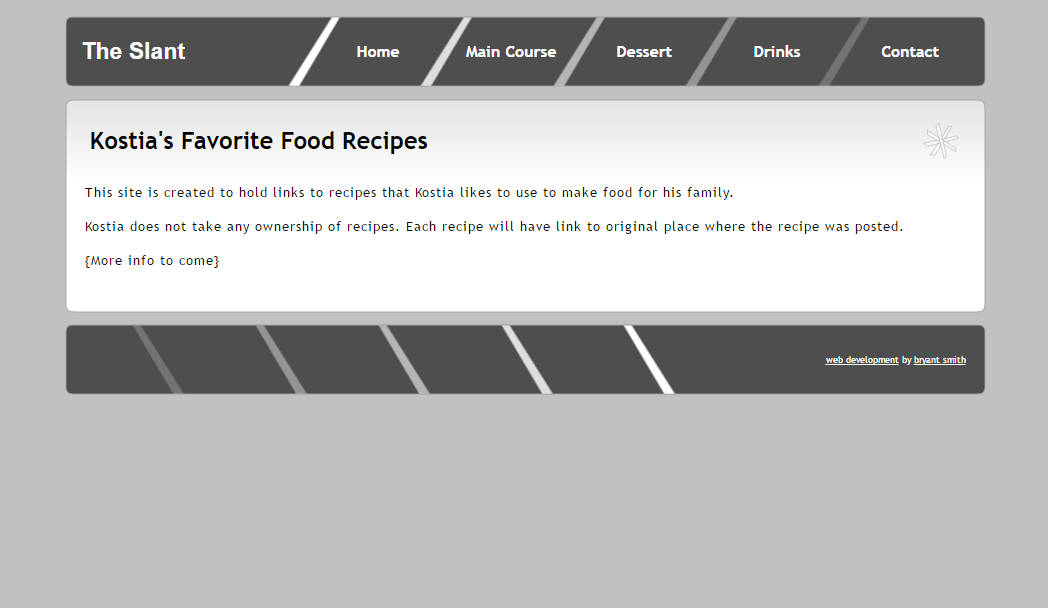 The Slant
Home Main Course Dessert Drinks Contact
Kostia's Favorite Food Recipes
This site is created to hold links to recipes that Kostia likes to use to make food for his family.
Kostia does not take any ownership of recipes. Each recipe will have link to original place where the recipe was posted.
{More info to come}
web development by bryant smith